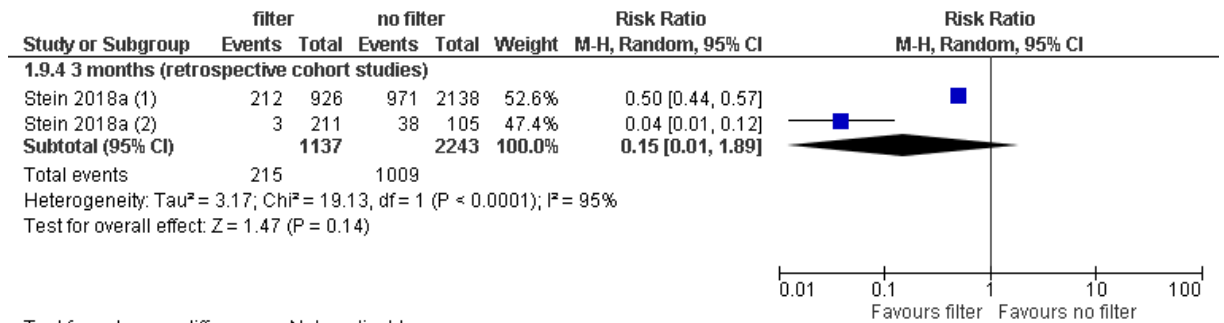 filter no filter Risk Ratio Risk Ratio
Study or Subgroup Events Total Events Total Weight M-H, Random, 95% CI M-H, Random, 95% CI
1.9.4 3 months (retrospective cohort studies)
Stein 2018a (1) 212 926 971 2138 52.6% 0.50 [0.44, 0.57]
Stein 2018a (2) 3 211 38 105 47.4% 0.04 [0.01, 0.12]
Subtotal (95% CI) 1137 2243 100.0% 0.15 [0.01, 1.89]
Total events 215 1009
Heterogeneity: Tau² = 3.17; Chi² = 19.13, df = 1 (P < 0.0001); I² = 95%
Test for overall effect: Z = 1.47 (P = 0.14)
0.01 0.1 1 10 100
Favours filter Favours no filter